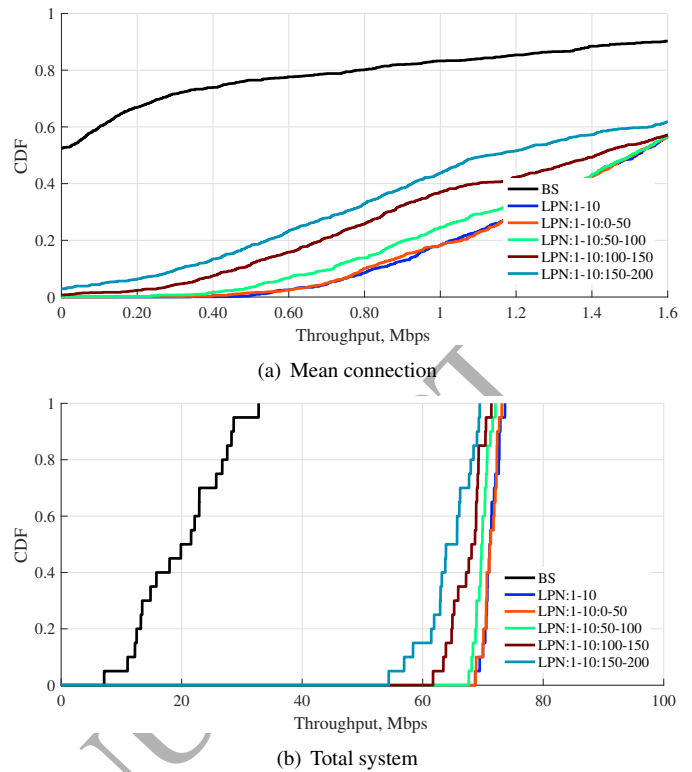 1
0.8
0.6
0.4
0.2
0
CDF
BS
LPN:1-10
LPN:1-10:0-50
LPN:1-10:50-100
LPN:1-10:100-150
LPN:1-10:150-200
0 0.20 0.40 0.60 0.80 1.0 1.2 1.4 1.6
Throughput, Mbps
(a) Mean connection
1
0.8
0.6
0.4
0.2
0
CDF
BS
LPN:1-10
LPN:1-10:0-50
LPN:1-10:50-100
LPN:1-10:100-150
LPN:1-10:150-200
0 20 40 60 80 100
Throughput, Mbps
(b) Total system